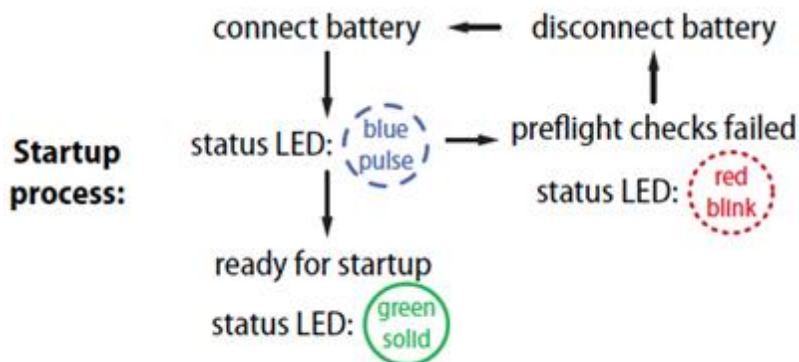 connect battery
disconnect battery
Startup
process:
status LED:
blue
pulse
preflight checks failed
status LED:
red
blink
ready for startup
status LED:
green
solid